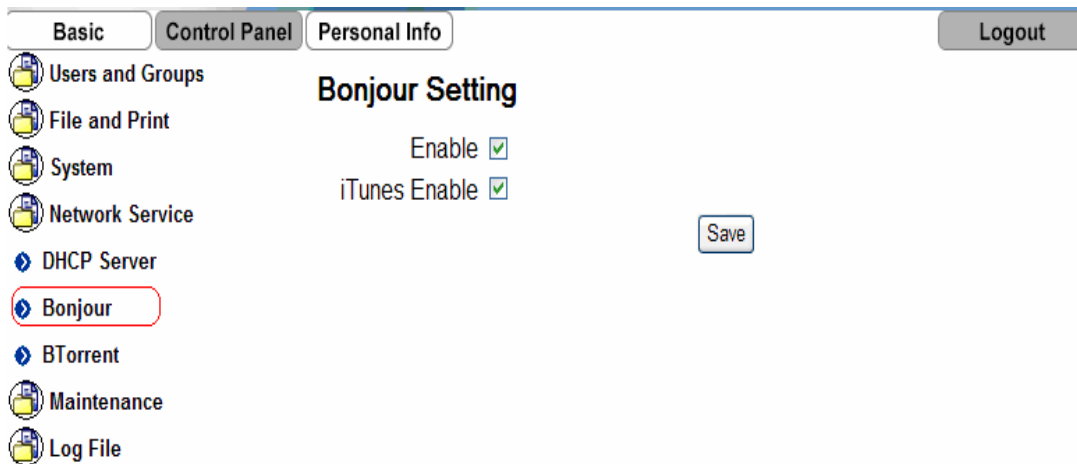 Basic
Control Panel
Personal Info
Logout
Users and Groups
File and Print
System
Network Service
DHCP Server
Bonjour
BTorrent
Maintenance
Log File
Bonjour Setting
Enable
iTunes Enable
Save